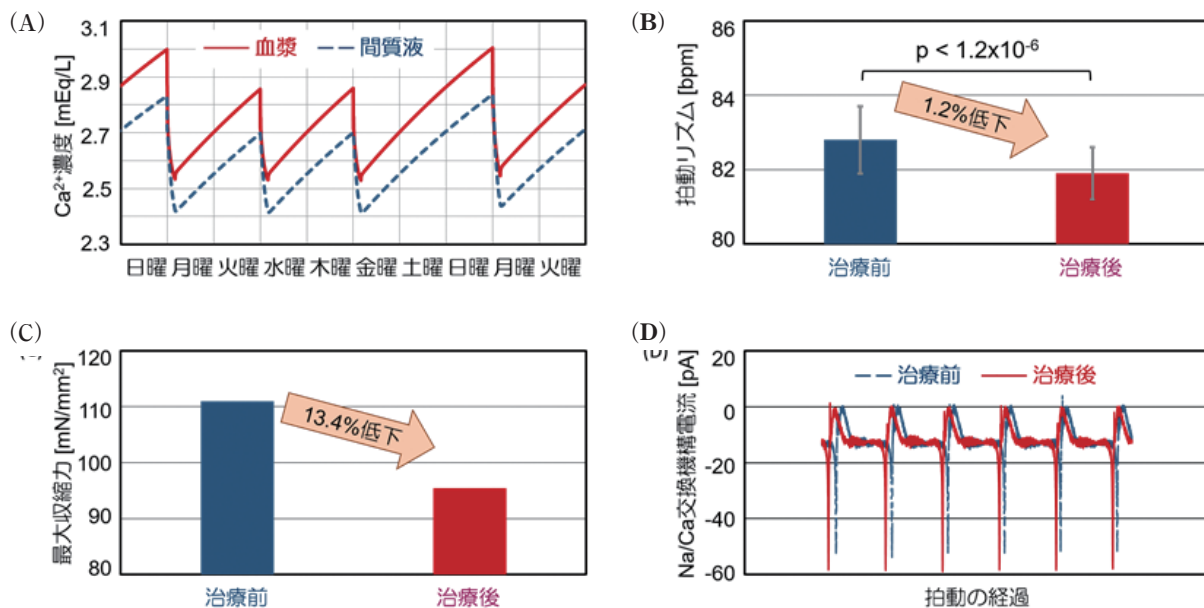 (A)
Ca²⁺濃度 [mEq/L]
3.1
2.9
2.7
2.5
2.3
血漿 間質液
日曜 月曜 火曜 水曜 木曜 金曜 土曜 日曜 月曜 火曜
(B)
拍動リズム [bpm]
86
84
82
80
p < 1.2x10⁻⁶
1.2%低下
治療前 治療後
(C)
最大収縮力 [mN/mm²]
120
110
100
90
80
13.4%低下
治療前 治療後
(D)
Na/Ca交換機構電流 [pA]
20
0
-20
-40
-60
治療前 治療後
拍動の経過